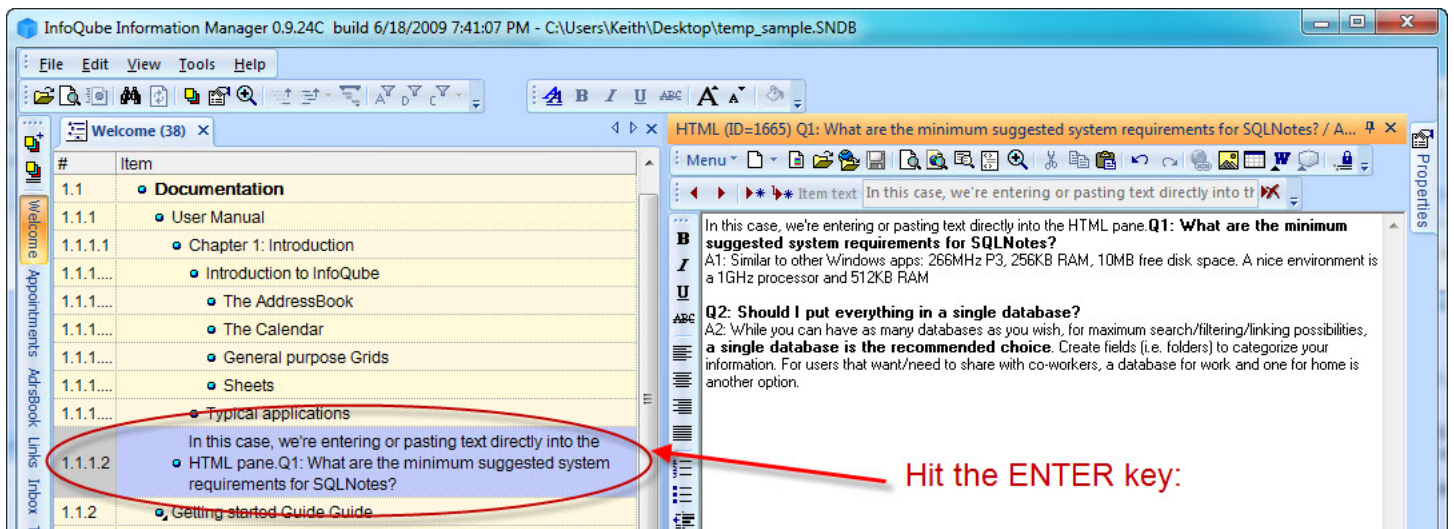 InfoQube Information Manager 0.9.24C build 6/18/2009 7:41:07 PM - C:\Users\Keith\Desktop\temp_sample.SNDB
File Edit View Tools Help
A B I U ABC A A
Welcome (38)
HTML (ID=1665) Q1: What are the minimum suggested system requirements for SQLNotes? / A...
Menu
Item text In this case, we're entering or pasting text directly into th
# Item
1.1 Documentation
1.1.1 User Manual
1.1.1.1 Chapter 1: Introduction
1.1.1.... Introduction to InfoQube
1.1.1.... The AddressBook
1.1.1.... The Calendar
1.1.1.... General purpose Grids
1.1.1.... Sheets
1.1.1.... Typical applications
In this case, we're entering or pasting text directly into the
1.1.1.2 HTML pane.Q1: What are the minimum suggested system
requirements for SQLNotes?
1.1.2 Getting started Guide Guide
Welcome
Appointments
AdrsBook
Links
Inbox
B
I
U
ABC
In this case, we're entering or pasting text directly into the HTML pane.Q1: What are the minimum
suggested system requirements for SQLNotes?
A1: Similar to other Windows apps: 266MHz P3, 256KB RAM, 10MB free disk space. A nice environment is
a 1GHz processor and 512KB RAM
Q2: Should I put everything in a single database?
A2: While you can have as many databases as you wish, for maximum search/filtering/linking possibilities,
a single database is the recommended choice. Create fields (i.e. folders) to categorize your
information. For users that want/need to share with co-workers, a database for work and one for home is
another option.
Properties
Hit the ENTER key: